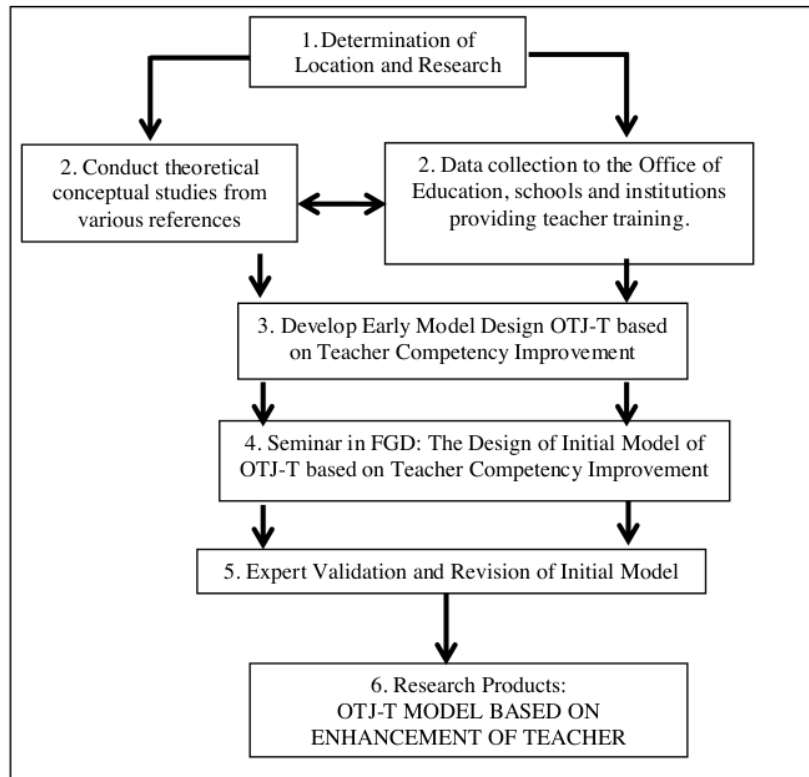 1. Determination of
Location and Research
2. Conduct theoretical
conceptual studies from
various references
2. Data collection to the Office of
Education, schools and institutions
providing teacher training.
3. Develop Early Model Design OTJ-T based
on Teacher Competency Improvement
4. Seminar in FGD: The Design of Initial Model of
OTJ-T based on Teacher Competency Improvement
5. Expert Validation and Revision of Initial Model
6. Research Products:
OTJ-T MODEL BASED ON
ENHANCEMENT OF TEACHER